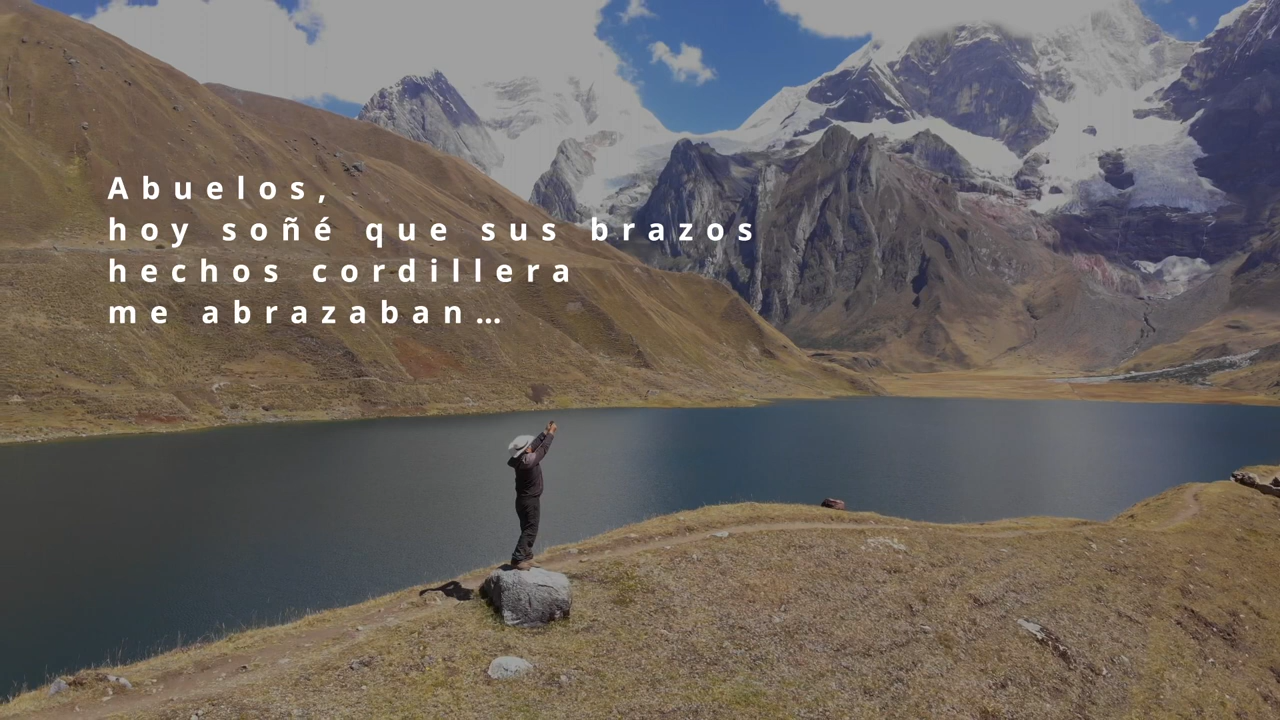 Abuelos,
hoy soñé que sus brazos
hechos cordillera
me abrazaban…